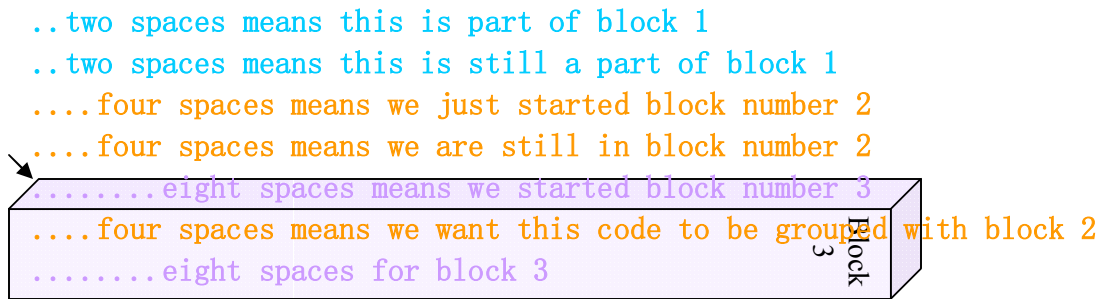 ..two spaces means this is part of block 1
..two spaces means this is still a part of block 1
....four spaces means we just started block number 2
....four spaces means we are still in block number 2
........eight spaces means we started block number 3
....four spaces means we want this code to be grouped with block 2
........eight spaces for block 3
Block
3